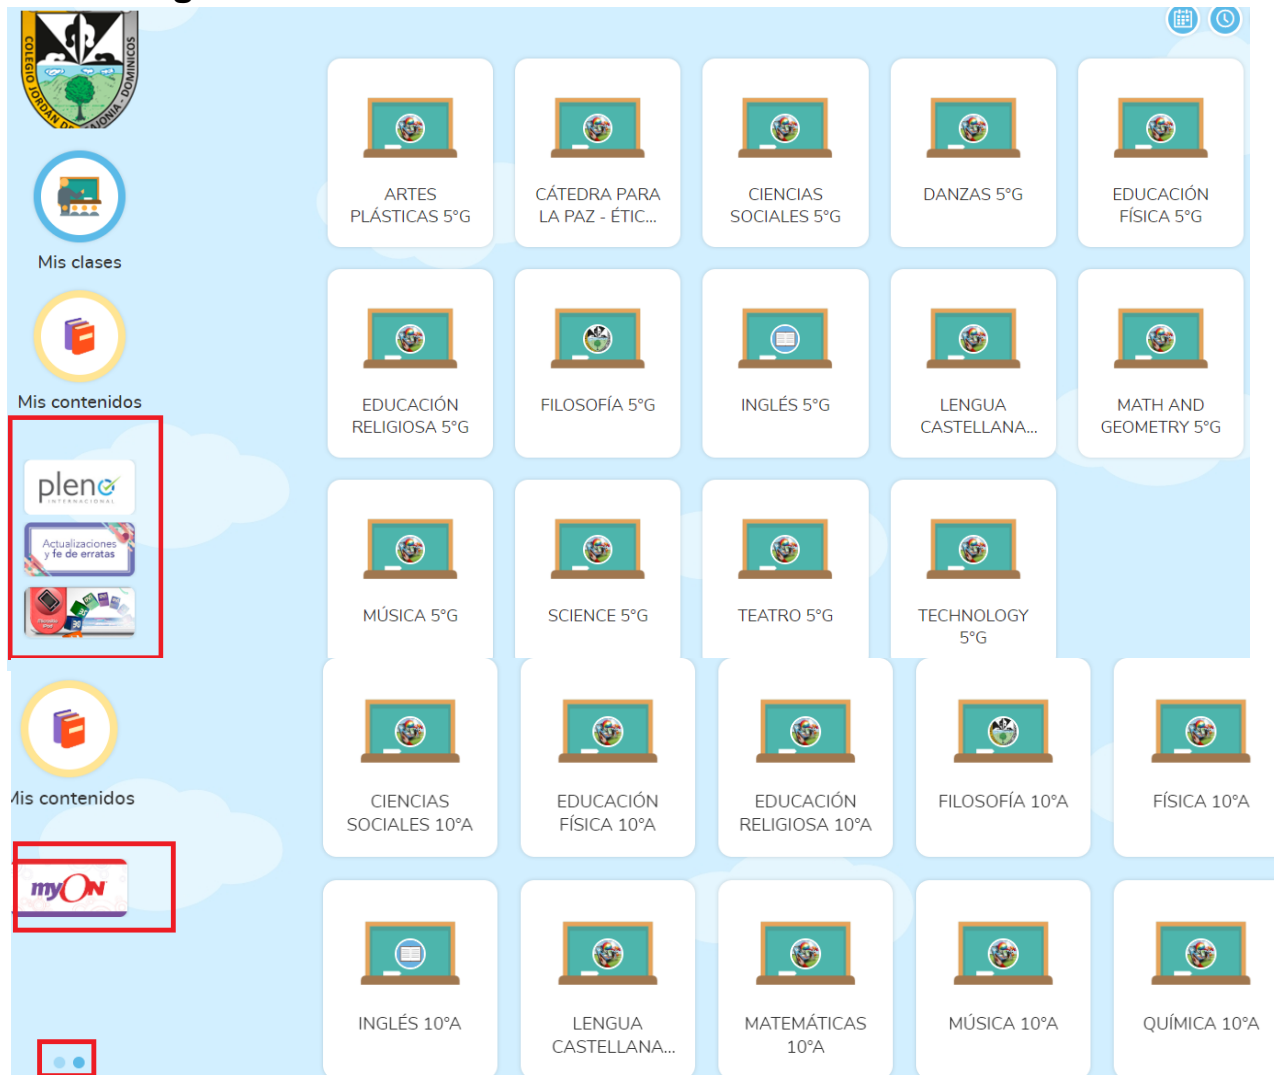 COLEGIO JORDÁN DE SAJONIA - DOMINICOS
Mis clases
Mis contenidos
pleno
INTERNACIONAL
Actualizaciones
y fe de erratas
ARTES
PLÁSTICAS 5°G
CÁTEDRA PARA
LA PAZ - ÉTIC...
CIENCIAS
SOCIALES 5°G
DANZAS 5°G
EDUCACIÓN
FÍSICA 5°G
EDUCACIÓN
RELIGIOSA 5°G
FILOSOFÍA 5°G
INGLÉS 5°G
LENGUA
CASTELLANA...
MATH AND
GEOMETRY 5°G
MÚSICA 5°G
SCIENCE 5°G
TEATRO 5°G
TECHNOLOGY
5°G
Mis contenidos
myON
CIENCIAS
SOCIALES 10°A
EDUCACIÓN
FÍSICA 10°A
EDUCACIÓN
RELIGIOSA 10°A
FILOSOFÍA 10°A
FÍSICA 10°A
INGLÉS 10°A
LENGUA
CASTELLANA...
MATEMÁTICAS
10°A
MÚSICA 10°A
QUÍMICA 10°A